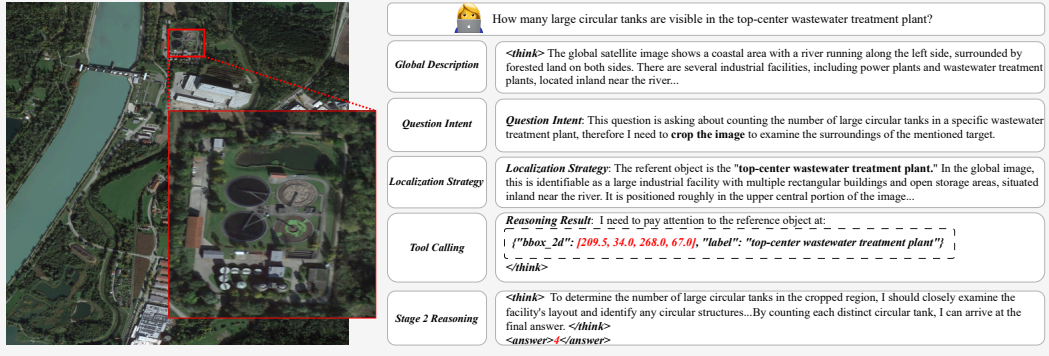 How many large circular tanks are visible in the top-center wastewater treatment plant?
Global Description
<think> The global satellite image shows a coastal area with a river running along the left side, surrounded by
forested land on both sides. There are several industrial facilities, including power plants and wastewater treatment
plants, located inland near the river...
Question Intent
Question Intent: This question is asking about counting the number of large circular tanks in a specific wastewater
treatment plant, therefore I need to crop the image to examine the surroundings of the mentioned target.
Localization Strategy
Localization Strategy: The referent object is the "top-center wastewater treatment plant." In the global image,
this is identifiable as a large industrial facility with multiple rectangular buildings and open storage areas, situated
inland near the river. It is positioned roughly in the upper central portion of the image...
Tool Calling
Reasoning Result: I need to pay attention to the reference object at:
{"bbox_2d": [209.5, 34.0, 268.0, 67.0], "label": "top-center wastewater treatment plant"}
</think>
Stage 2 Reasoning
<think> To determine the number of large circular tanks in the cropped region, I should closely examine the
facility's layout and identify any circular structures...By counting each distinct circular tank, I can arrive at the
final answer. </think>
<answer>4</answer>